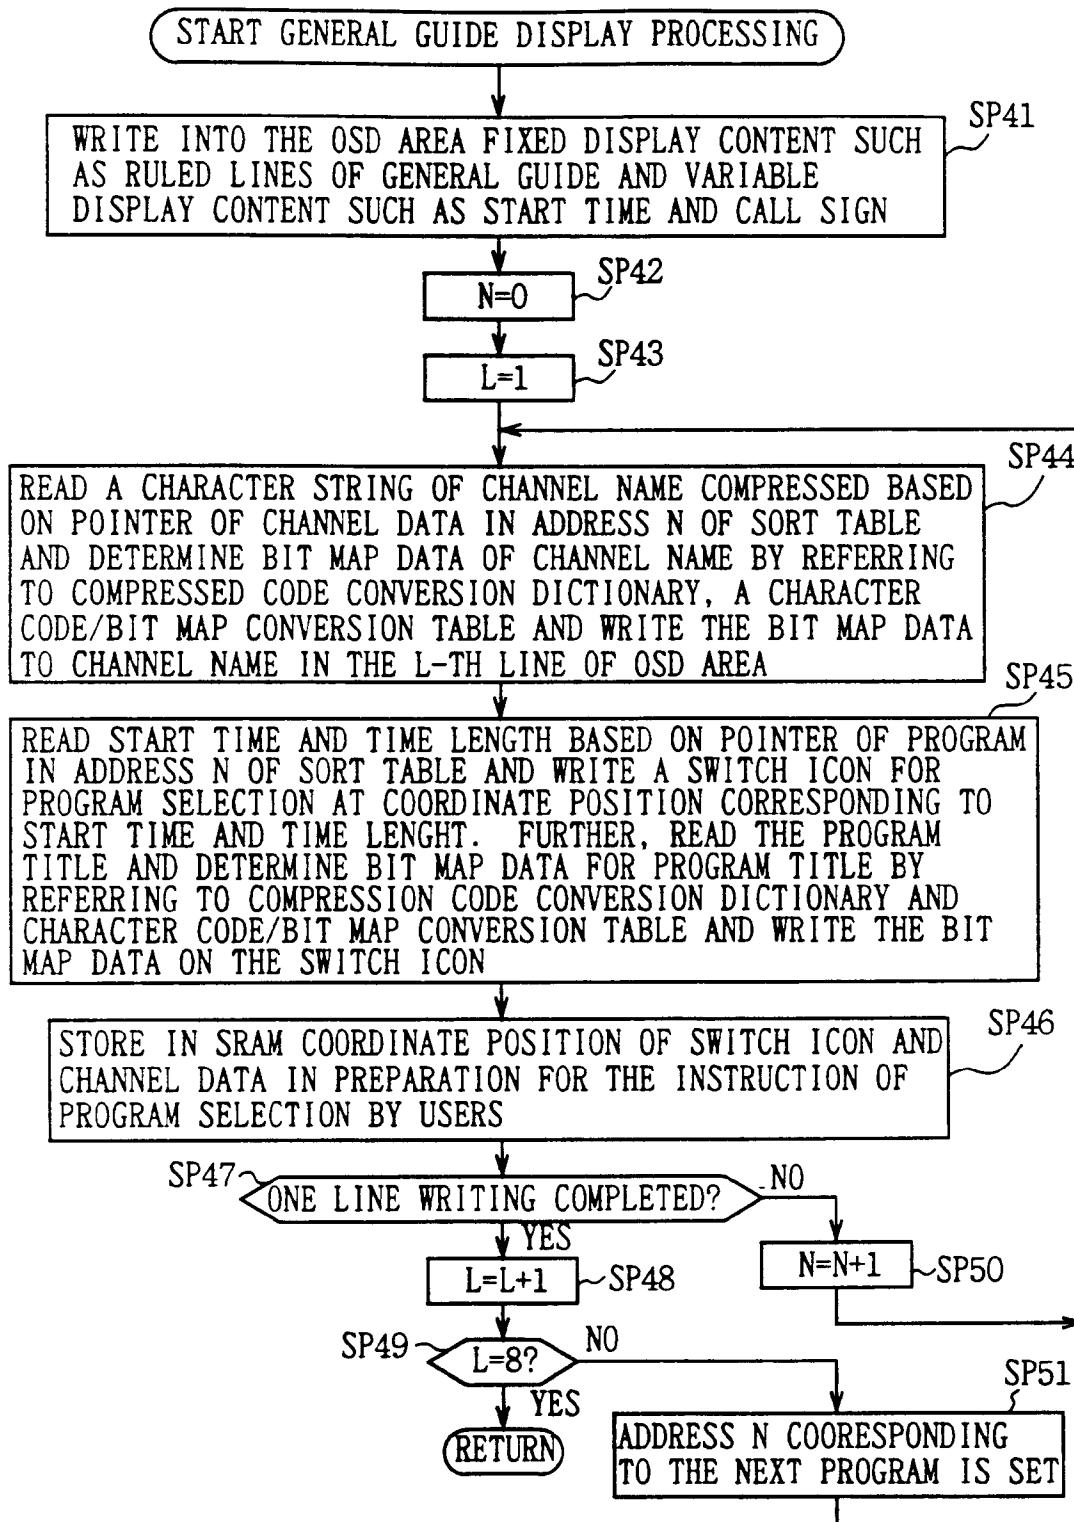 START GENERAL GUIDE DISPLAY PROCESSING
SP41
WRITE INTO THE OSD AREA FIXED DISPLAY CONTENT SUCH
AS RULED LINES OF GENERAL GUIDE AND VARIABLE
DISPLAY CONTENT SUCH AS START TIME AND CALL SIGN
SP42
N=0
SP43
L=1
SP44
READ A CHARACTER STRING OF CHANNEL NAME COMPRESSED BASED
ON POINTER OF CHANNEL DATA IN ADDRESS N OF SORT TABLE
AND DETERMINE BIT MAP DATA OF CHANNEL NAME BY REFERRING
TO COMPRESSED CODE CONVERSION DICTIONARY, A CHARACTER
CODE/BIT MAP CONVERSION TABLE AND WRITE THE BIT MAP DATA
TO CHANNEL NAME IN THE L-TH LINE OF OSD AREA
SP45
READ START TIME AND TIME LENGTH BASED ON POINTER OF PROGRAM
IN ADDRESS N OF SORT TABLE AND WRITE A SWITCH ICON FOR
PROGRAM SELECTION AT COORDINATE POSITION CORRESPONDING TO
START TIME AND TIME LENGHT. FURTHER, READ THE PROGRAM
TITLE AND DETERMINE BIT MAP DATA FOR PROGRAM TITLE BY
REFERRING TO COMPRESSION CODE CONVERSION DICTIONARY AND
CHARACTER CODE/BIT MAP CONVERSION TABLE AND WRITE THE BIT
MAP DATA ON THE SWITCH ICON
SP46
STORE IN SRAM COORDINATE POSITION OF SWITCH ICON AND
CHANNEL DATA IN PREPARATION FOR THE INSTRUCTION OF
PROGRAM SELECTION BY USERS
SP47
ONE LINE WRITING COMPLETED?
NO
YES
L=L+1
SP48
N=N+1
SP50
SP49
L=8?
NO
YES
RETURN
SP51
ADDRESS N COORESPONDING
TO THE NEXT PROGRAM IS SET